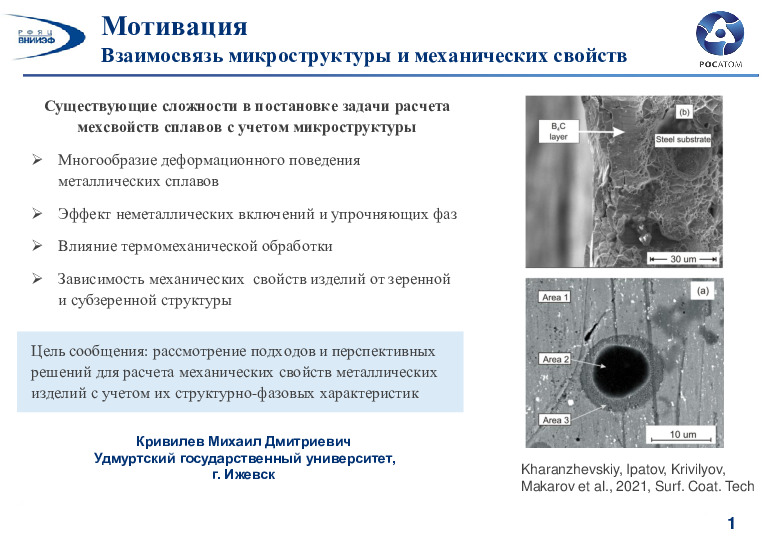 РФЯЦ
ВНИИЭФ
Мотивация
Взаимосвязь микроструктуры и механических свойств
РОСАТОМ
Существующие сложности в постановке задачи расчета
мехсвойств сплавов с учетом микроструктуры
Многообразие деформационного поведения
металлических сплавов
Эффект неметаллических включений и упрочняющих фаз
Влияние термомеханической обработки
Зависимость механических свойств изделий от зеренной
и субзеренной структуры
Цель сообщения: рассмотрение подходов и перспективных
решений для расчета механических свойств металлических
изделий с учетом их структурно-фазовых характеристик
Кривилев Михаил Дмитриевич
Удмуртский государственный университет,
г. Ижевск
(b)
B₄C
layer
Steel substrate
30 um
(a)
Area 1
Area 2
Area 3
10 um
Kharanzhevskiy, Ipatov, Krivilyov,
Makarov et al., 2021, Surf. Coat. Tech
1